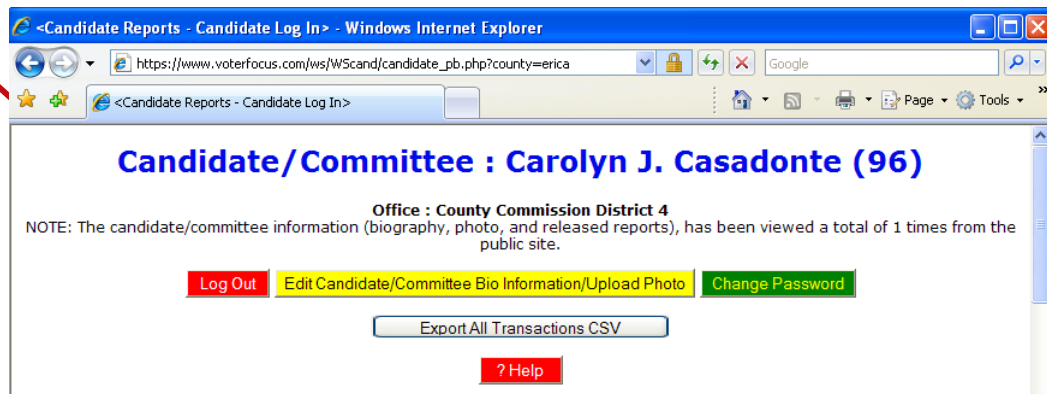 <Candidate Reports - Candidate Log In> - Windows Internet Explorer
https://www.voterfocus.com/ws/WScand/candidate_pb.php?county=erica
Google
<Candidate Reports - Candidate Log In>
Page
Tools
»
Candidate/Committee : Carolyn J. Casadonte (96)
Office : County Commission District 4
NOTE: The candidate/committee information (biography, photo, and released reports), has been viewed a total of 1 times from the
public site.
Log Out
Edit Candidate/Committee Bio Information/Upload Photo
Change Password
Export All Transactions CSV
? Help